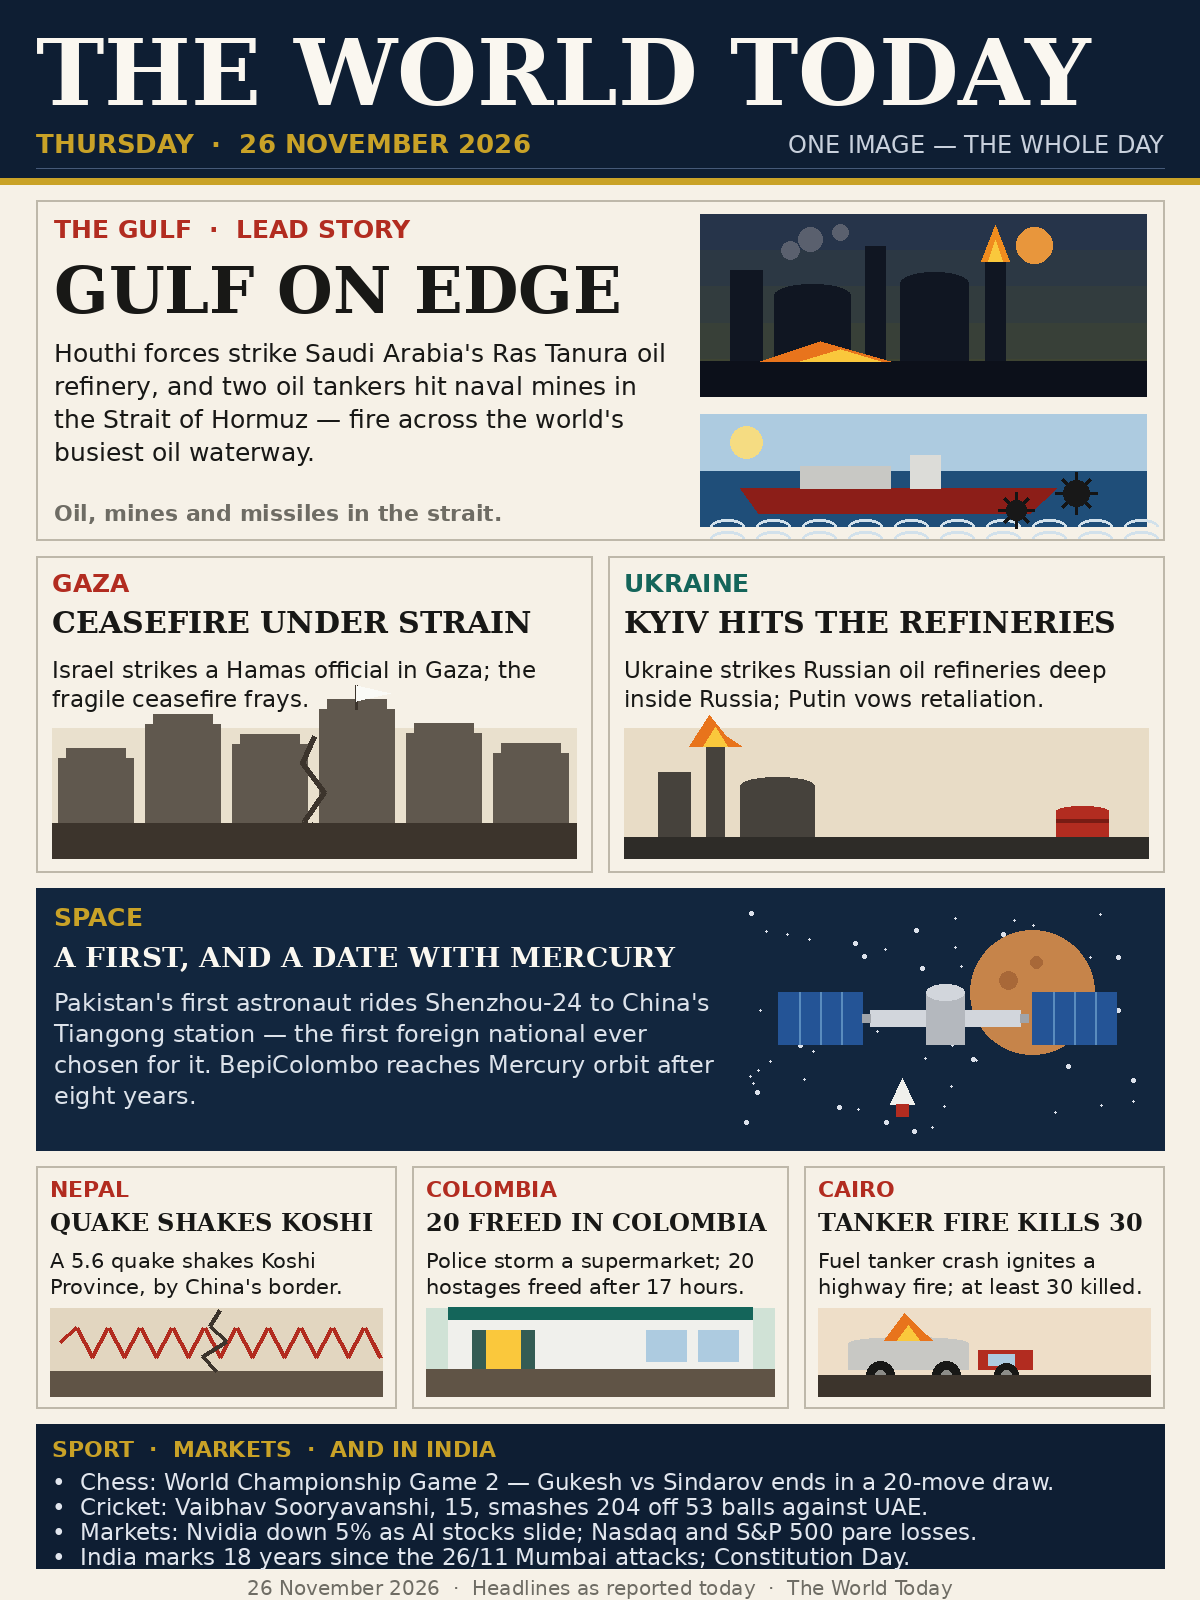 THE WORLD TODAY
THURSDAY · 26 NOVEMBER 2026
ONE IMAGE — THE WHOLE DAY
THE GULF · LEAD STORY
GULF ON EDGE
Houthi forces strike Saudi Arabia's Ras Tanura oil
refinery, and two oil tankers hit naval mines in
the Strait of Hormuz — fire across the world's
busiest oil waterway.
Oil, mines and missiles in the strait.
GAZA
CEASEFIRE UNDER STRAIN
Israel strikes a Hamas official in Gaza; the
fragile ceasefire frays.
UKRAINE
KYIV HITS THE REFINERIES
Ukraine strikes Russian oil refineries deep
inside Russia; Putin vows retaliation.
SPACE
A FIRST, AND A DATE WITH MERCURY
Pakistan's first astronaut rides Shenzhou-24 to China's
Tiangong station — the first foreign national ever
chosen for it. BepiColombo reaches Mercury orbit after
eight years.
NEPAL
QUAKE SHAKES KOSHI
A 5.6 quake shakes Koshi
Province, by China's border.
COLOMBIA
20 FREED IN COLOMBIA
Police storm a supermarket; 20
hostages freed after 17 hours.
CAIRO
TANKER FIRE KILLS 30
Fuel tanker crash ignites a
highway fire; at least 30 killed.
SPORT · MARKETS · AND IN INDIA
• Chess: World Championship Game 2 — Gukesh vs Sindarov ends in a 20-move draw.
• Cricket: Vaibhav Sooryavanshi, 15, smashes 204 off 53 balls against UAE.
• Markets: Nvidia down 5% as AI stocks slide; Nasdaq and S&P 500 pare losses.
• India marks 18 years since the 26/11 Mumbai attacks; Constitution Day.
26 November 2026 · Headlines as reported today · The World Today